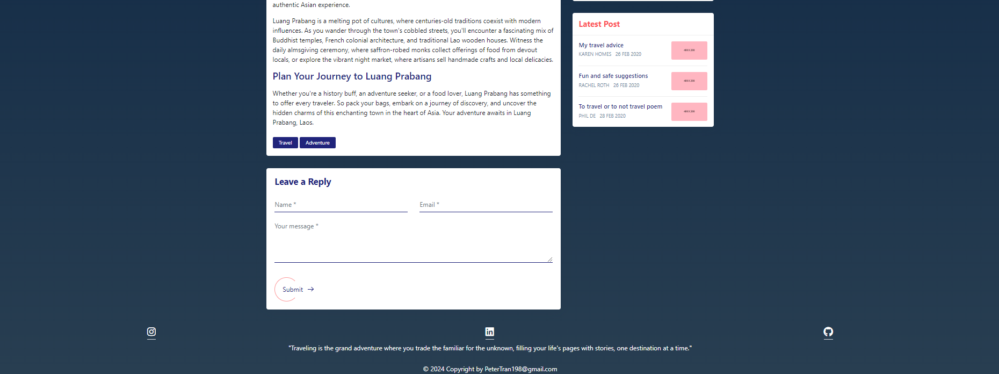 authentic Asian experience.
Luang Prabang is a melting pot of cultures, where centuries-old traditions coexist with modern
influences. As you wander through the town's cobbled streets, you'll encounter a fascinating mix of
Buddhist temples, French colonial architecture, and traditional Lao wooden houses. Witness the
daily almsgiving ceremony, where saffron-robed monks collect offerings of food from devout
locals, or explore the vibrant night market, where artisans sell handmade crafts and local delicacies.
Plan Your Journey to Luang Prabang
Whether you're a history buff, an adventure seeker, or a food lover, Luang Prabang has something
to offer every traveler. So pack your bags, embark on a journey of discovery, and uncover the
hidden charms of this enchanting town in the heart of Asia. Your adventure awaits in Luang
Prabang, Laos.
Travel Adventure
Leave a Reply
Name * Email *
Your message *
Submit →
Latest Post
My travel advice
KAREN HOMES 26 FEB 2020
400 X 200
Fun and safe suggestions
RACHEL ROTH 26 FEB 2020
400 X 200
To travel or to not travel poem
PHIL DE 28 FEB 2020
400 X 200
in
"Traveling is the grand adventure where you trade the familiar for the unknown, filling your life's pages with stories, one destination at a time."
© 2024 Copyright by PeterTran198@gmail.com